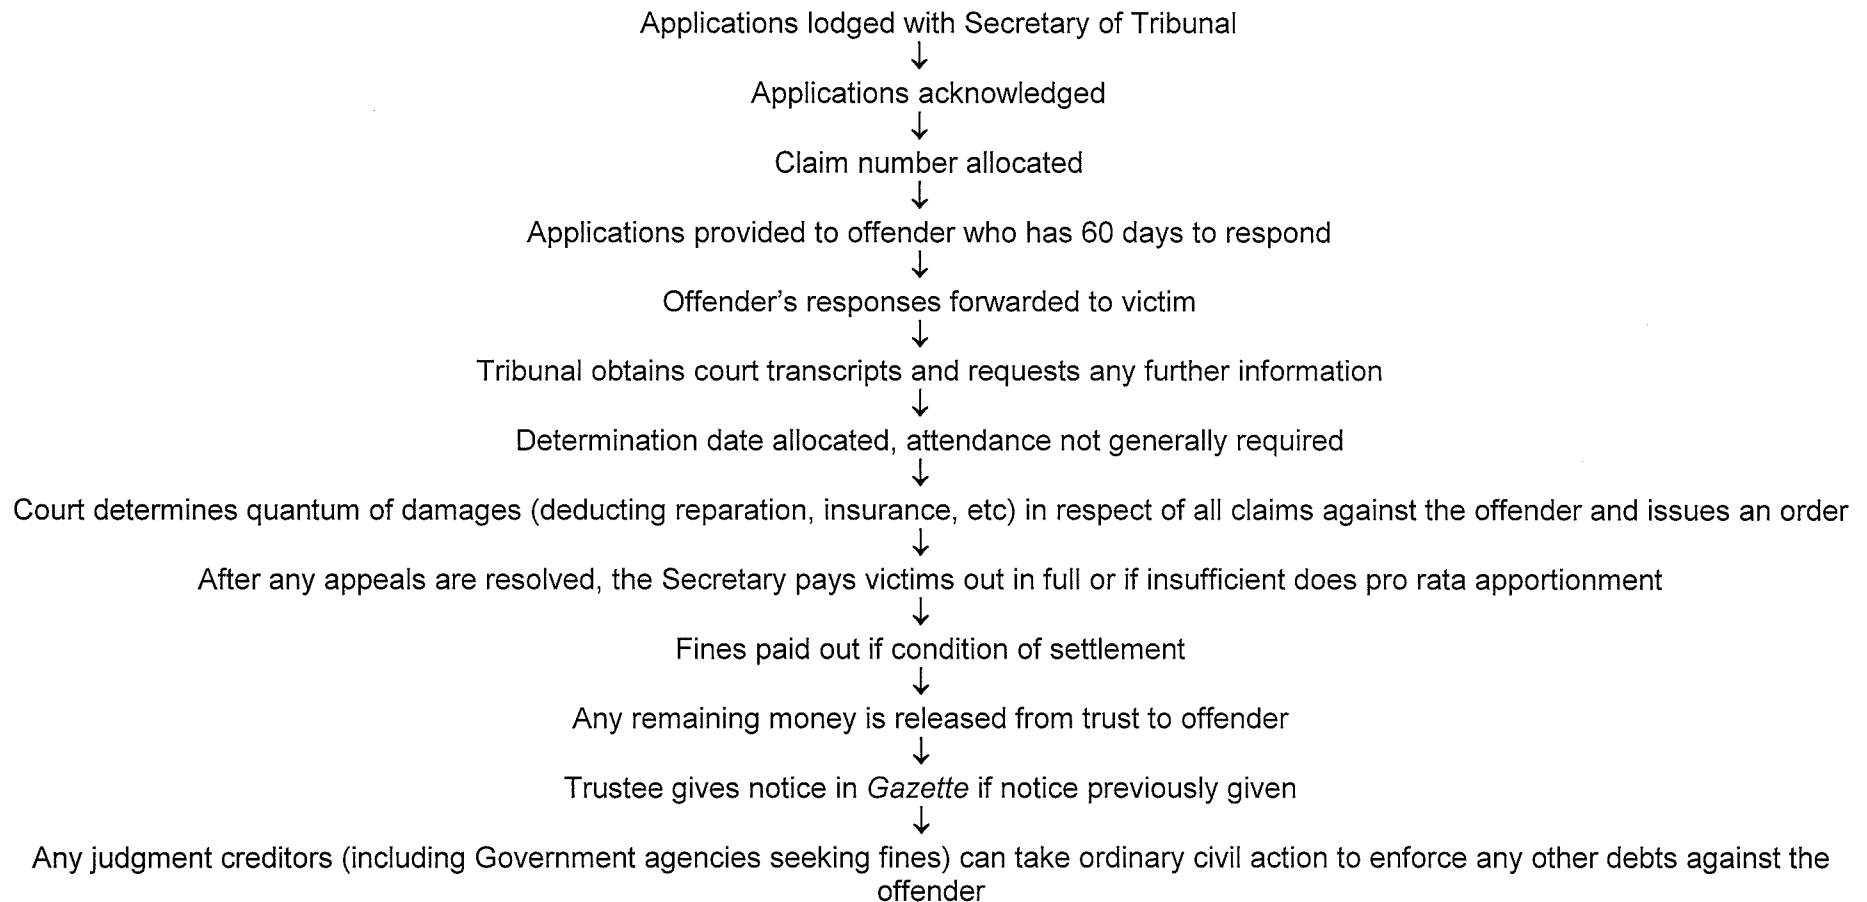 Applications lodged with Secretary of Tribunal
↓
Applications acknowledged
↓
Claim number allocated
↓
Applications provided to offender who has 60 days to respond
↓
Offender's responses forwarded to victim
↓
Tribunal obtains court transcripts and requests any further information
↓
Determination date allocated, attendance not generally required
↓
Court determines quantum of damages (deducting reparation, insurance, etc) in respect of all claims against the offender and issues an order
↓
After any appeals are resolved, the Secretary pays victims out in full or if insufficient does pro rata apportionment
↓
Fines paid out if condition of settlement
↓
Any remaining money is released from trust to offender
↓
Trustee gives notice in Gazette if notice previously given
↓
Any judgment creditors (including Government agencies seeking fines) can take ordinary civil action to enforce any other debts against the
offender